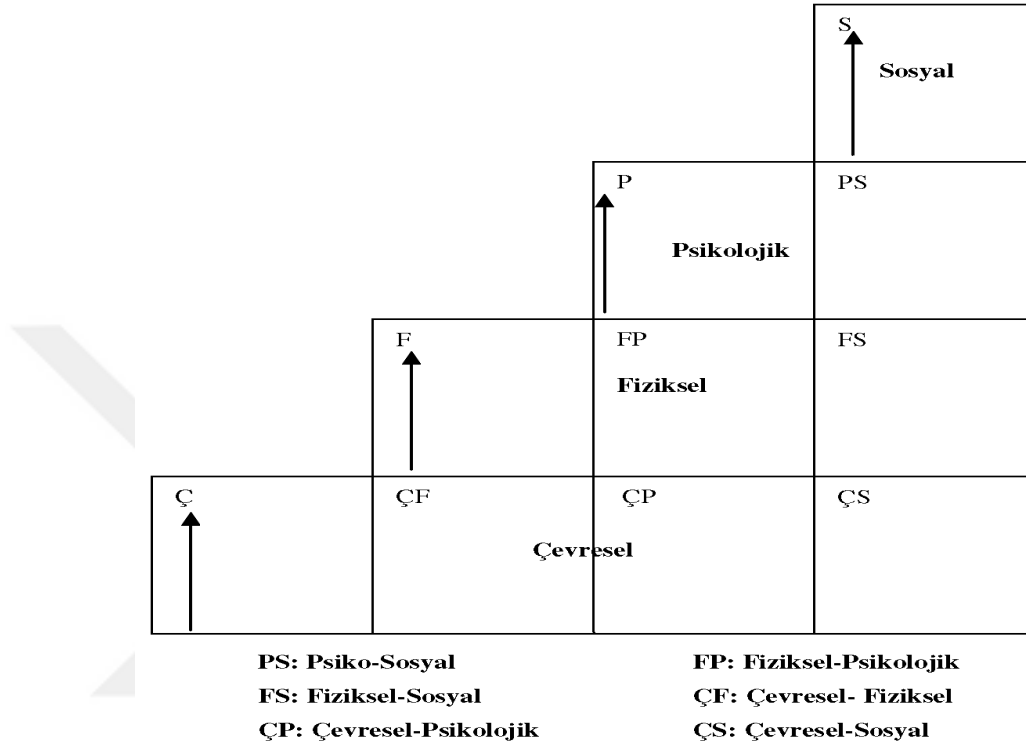 S
Sosyal
P PS
Psikolojik
F FP FS
Fiziksel
Ç ÇF ÇP ÇS
Çevresel
PS: Psiko-Sosyal FP: Fiziksel-Psikolojik
FS: Fiziksel-Sosyal ÇF: Çevresel- Fiziksel
ÇP: Çevresel-Psikolojik ÇS: Çevresel-Sosyal